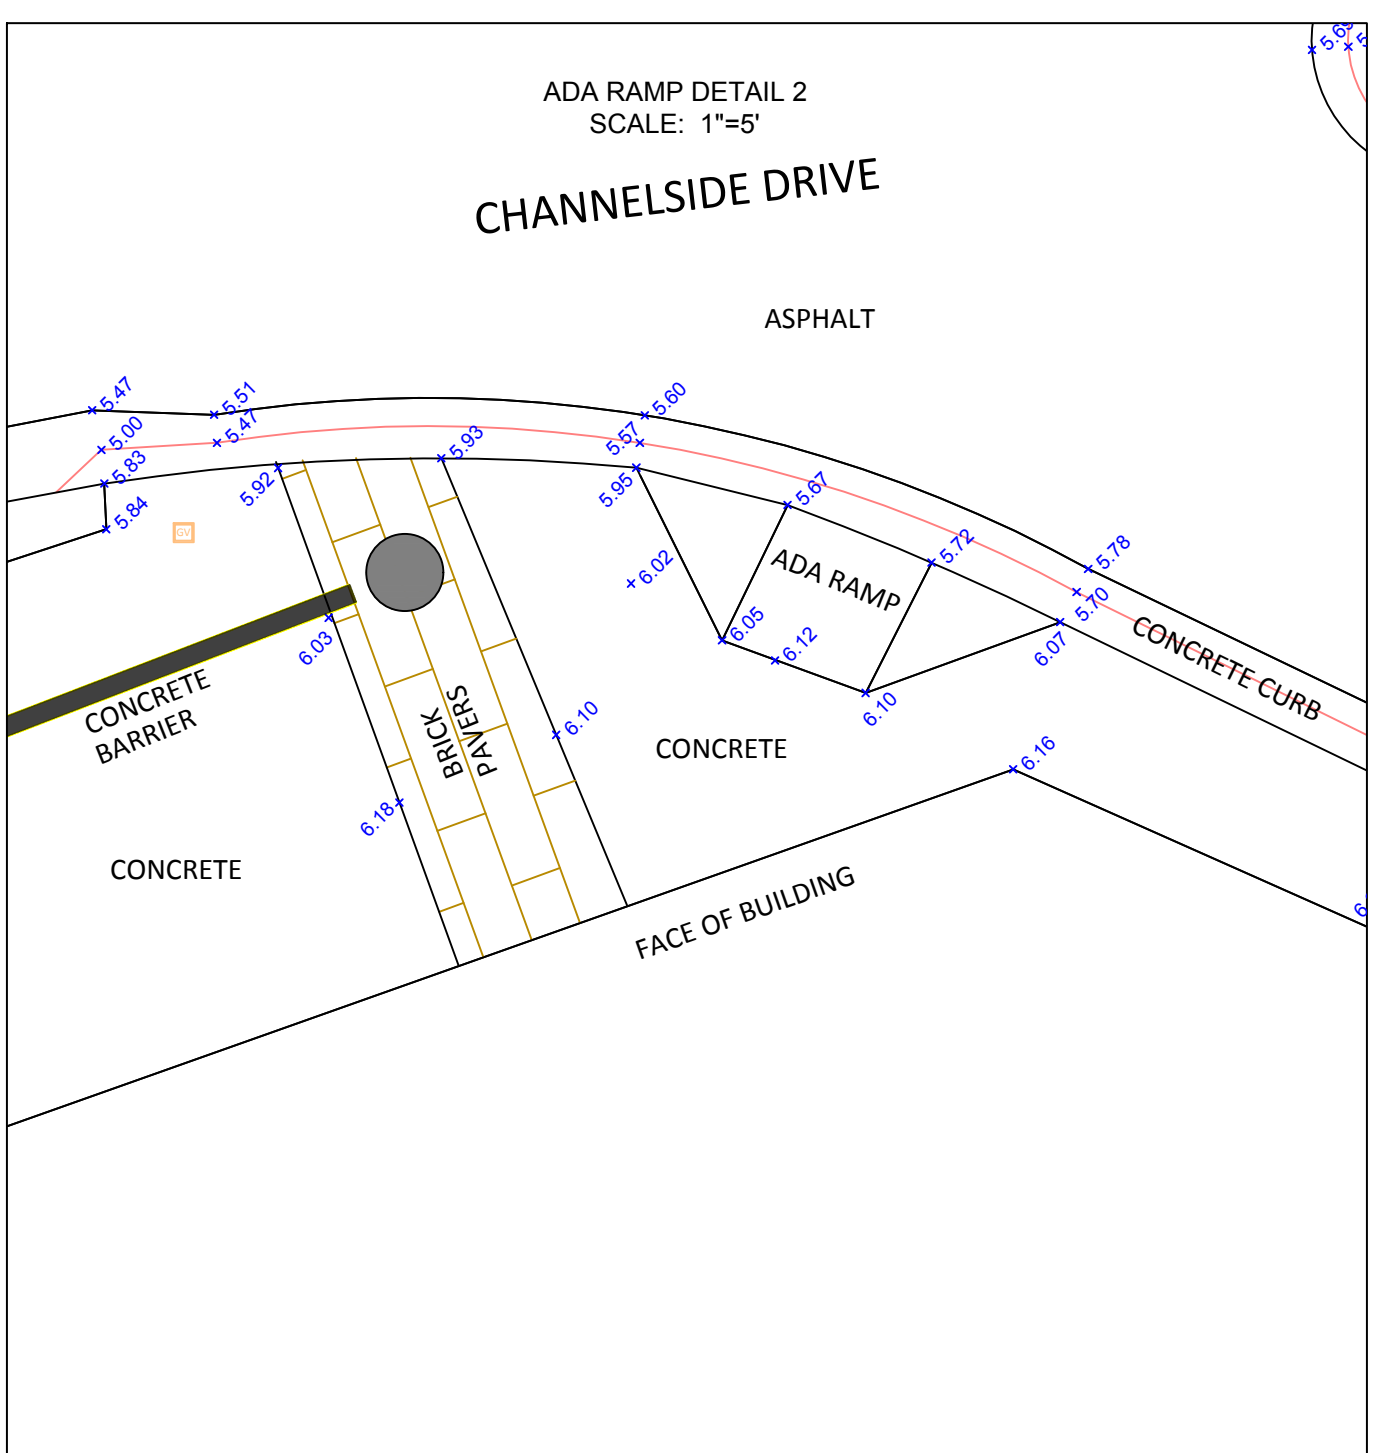 5.69
ADA RAMP DETAIL 2
SCALE: 1"=5'
CHANNELSIDE DRIVE
ASPHALT
5.47
5.51
5.60
5.00
5.47
5.93
5.57
5.83
5.92
5.95
5.67
5.84
GV
5.72
5.78
6.02
ADA RAMP
5.70
6.05
6.12
6.03
6.07
CONCRETE CURB
CONCRETE
BARRIER
6.10
6.10
BRICK
PAVERS
CONCRETE
6.16
6.18
CONCRETE
FACE OF BUILDING